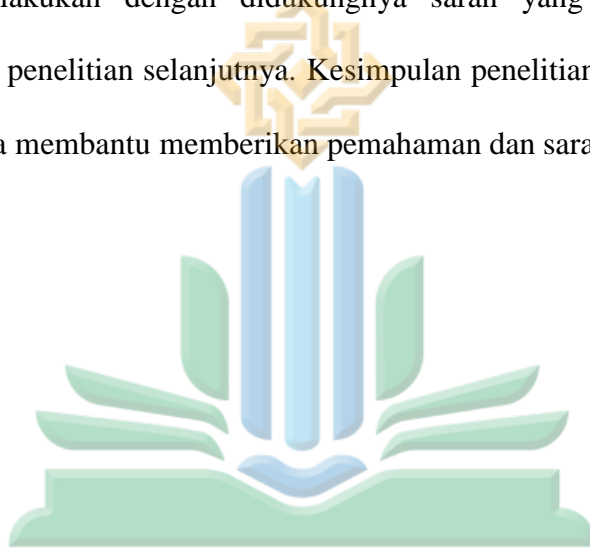 dengan didukungnya saran yang
penelitian selanjutnya. Kesimpulan penelitian
membantu memberikan pemahaman dan